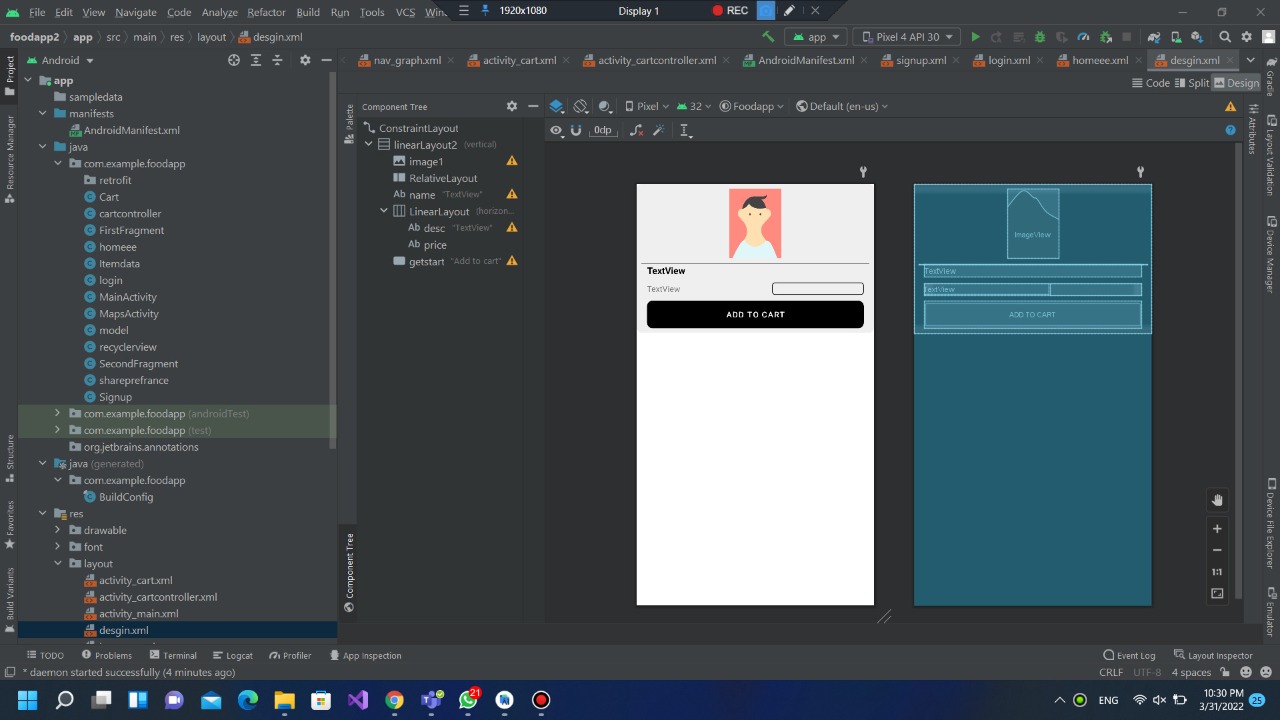 File Edit View Navigate Code Analyze Refactor Build Run Tools VCS Win
1920x1080 Display 1 REC
foodapp2 app src main res layout desgin.xml
app Pixel 4 API 30
Android
nav_graph.xml activity_cart.xml activity_cartcontroller.xml AndroidManifest.xml signup.xml login.xml homeee.xml desgin.xml
Code Split Design
Project
Resource Manager
Structure
Favorites
Build Variants
app
sampledata
manifests
AndroidManifest.xml
java
com.example.foodapp
retrofit
Cart
cartcontroller
FirstFragment
homeee
Itemdata
login
MainActivity
MapsActivity
model
recyclerview
SecondFragment
shareprefrance
Signup
com.example.foodapp (androidTest)
com.example.foodapp (test)
org.jetbrains.annotations
java (generated)
com.example.foodapp
BuildConfig
res
drawable
font
layout
activity_cart.xml
activity_cartcontroller.xml
activity_main.xml
desgin.xml
Palette
Component Tree
Component Tree
ConstraintLayout
linearLayout2 (vertical)
image1
RelativeLayout
name "TextView"
LinearLayout (horizon...
desc "TextView"
price
getstart "Add to cart"
Pixel 32 Foodapp Default (en-us)
0dp
TextView
TextView
ADD TO CART
ImageView
TextView
TextView
ADD TO CART
1:1
Gradle
Layout Validation
Attributes
Device Manager
Device File Explorer
Emulator
TODO Problems Terminal Logcat Profiler App Inspection
Event Log Layout Inspector
* daemon started successfully (4 minutes ago)
CRLF UTF-8 4 spaces
21
ENG
10:30 PM
3/31/2022
25